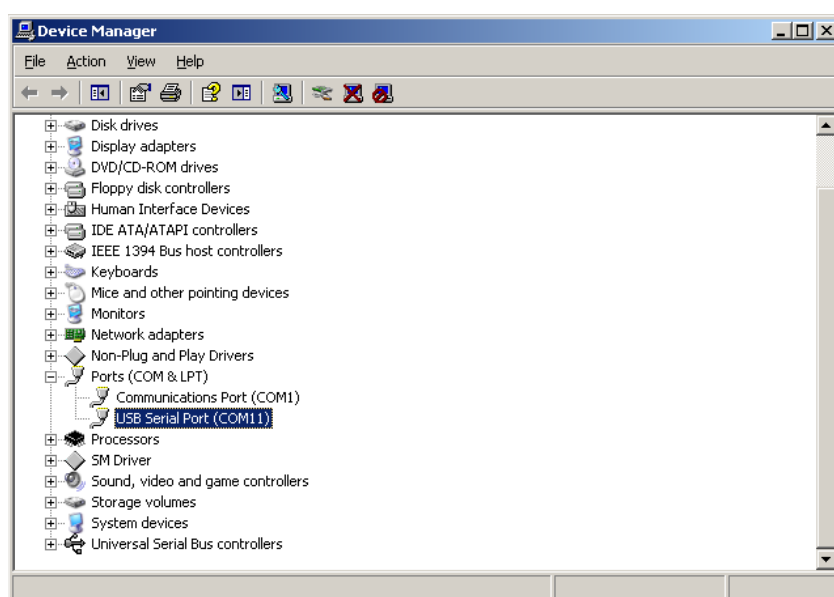 Device Manager
File Action View Help
Disk drives
Display adapters
DVD/CD-ROM drives
Floppy disk controllers
Human Interface Devices
IDE ATA/ATAPI controllers
IEEE 1394 Bus host controllers
Keyboards
Mice and other pointing devices
Monitors
Network adapters
Non-Plug and Play Drivers
Ports (COM & LPT)
Communications Port (COM1)
USB Serial Port (COM11)
Processors
SM Driver
Sound, video and game controllers
Storage volumes
System devices
Universal Serial Bus controllers